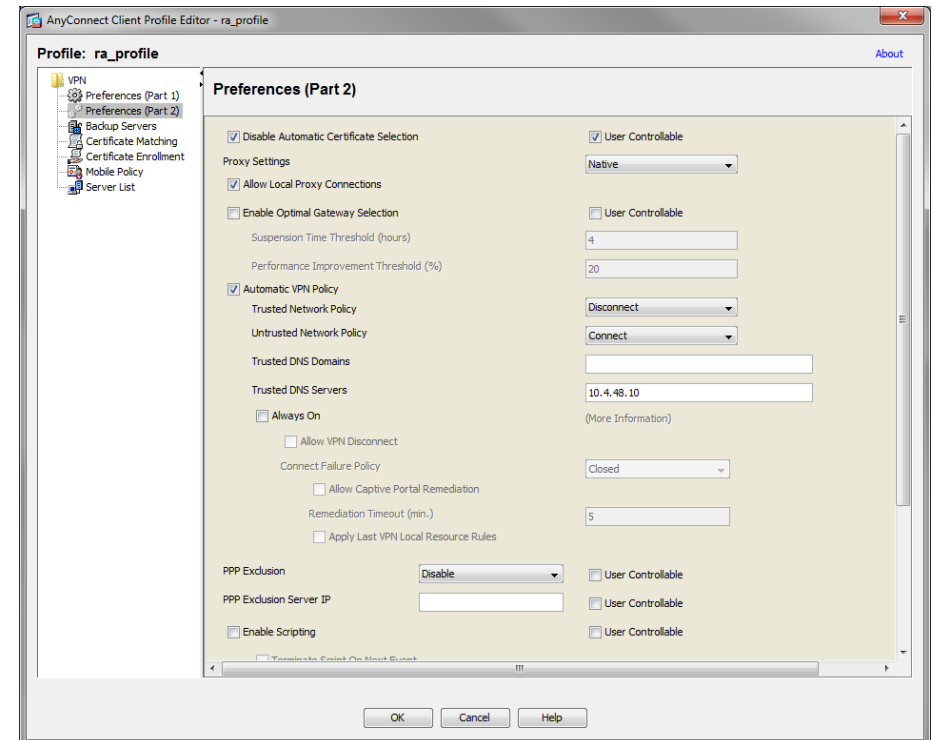 AnyConnect Client Profile Editor - ra_profile
Profile: ra_profile
About
VPN
Preferences (Part 1)
Preferences (Part 2)
Backup Servers
Certificate Matching
Certificate Enrollment
Mobile Policy
Server List
Preferences (Part 2)
Disable Automatic Certificate Selection User Controllable
Proxy Settings Native
Allow Local Proxy Connections
Enable Optimal Gateway Selection User Controllable
Suspension Time Threshold (hours) 4
Performance Improvement Threshold (%) 20
Automatic VPN Policy
Trusted Network Policy Disconnect
Untrusted Network Policy Connect
Trusted DNS Domains
Trusted DNS Servers 10.4.48.10
Always On (More Information)
Allow VPN Disconnect
Connect Failure Policy Closed
Allow Captive Portal Remediation
Remediation Timeout (min.) 5
Apply Last VPN Local Resource Rules
PPP Exclusion Disable User Controllable
PPP Exclusion Server IP User Controllable
Enable Scripting User Controllable
Terminate Script On Next Event
OK Cancel Help